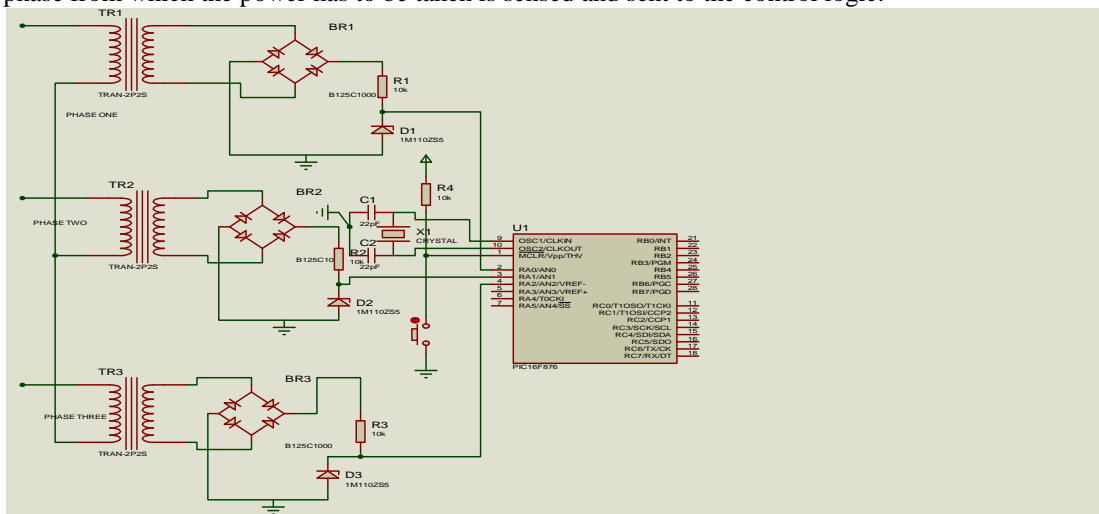 phase from which the power has to be taken is sensed and sent to the control logic.
TR1
BR1
R1
10k
B125C1000
TRAN-2P2S
PHASE ONE
D1
1M110ZS5
R4
10k
TR2
BR2
C1
22pF
X1
CRYSTAL
PHASE TWO
C2
22pF
R2
10k
B125C10
TRAN-2P2S
D2
1M110ZS5
U1
9 OSC1/CLKIN
10 OSC2/CLKOUT
1 MCLR/Vpp/THV
2 RA0/AN0
3 RA1/AN1
4 RA2/AN2/VREF-
5 RA3/AN3/VREF+
6 RA4/T0CKI
7 RA5/AN4/SS
RB0/INT 21
RB1 22
RB2 23
RB3/PGM 24
RB4 25
RB5 26
RB6/PGC 27
RB7/PGD 28
RC0/T1OSO/T1CKI 11
RC1/T1OSI/CCP2 12
RC2/CCP1 13
RC3/SCK/SCL 14
RC4/SDI/SDA 15
RC5/SDO 16
RC6/TX/CK 17
RC7/RX/DT 18
PIC16F876
TR3
BR3
PHASE THREE
R3
10k
B125C1000
TRAN-2P2S
D3
1M110ZS5